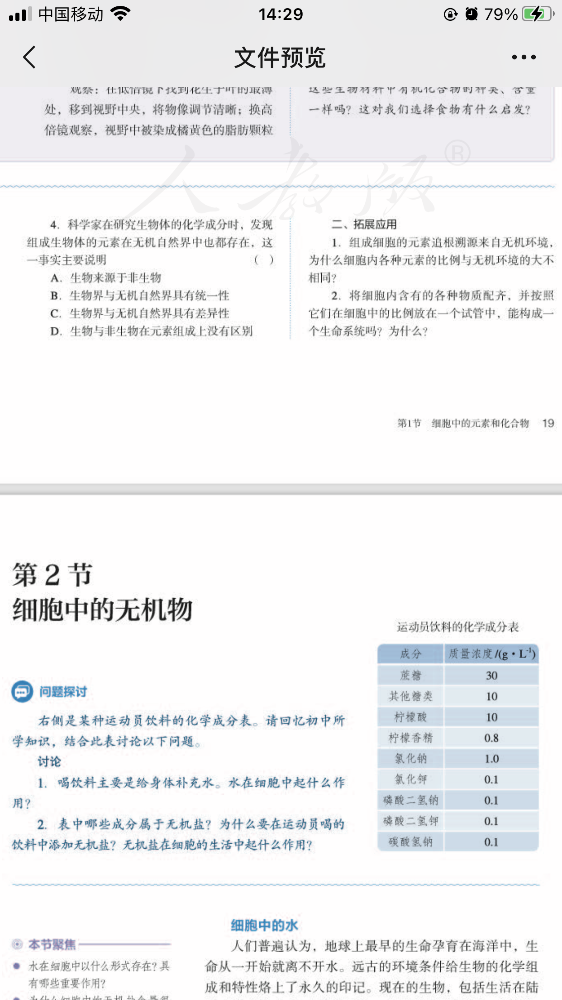 中国移动
14:29
79%
文件预览
观察：在低倍镜下找到花生子叶的最薄
处，移到视野中央，将物像调节清晰；换高
倍镜观察，视野中被染成橘黄色的脂肪颗粒
这些生物材料中有机化合物的种类、含量
一样吗？这对我们选择食物有什么启发？
人教版®
4．科学家在研究生物体的化学成分时，发现
组成生物体的元素在无机自然界中也都存在，这
一事实主要说明 （ ）
A．生物来源于非生物
B．生物界与无机自然界具有统一性
C．生物界与无机自然界具有差异性
D．生物与非生物在元素组成上没有区别
二、拓展应用
1．组成细胞的元素追根溯源来自无机环境，
为什么细胞内各种元素的比例与无机环境的大不
相同？
2．将细胞内含有的各种物质配齐，并按照
它们在细胞中的比例放在一个试管中，能构成一
个生命系统吗？为什么？
第1节 细胞中的元素和化合物 19
第 2 节
细胞中的无机物
问题探讨
右侧是某种运动员饮料的化学成分表。请回忆初中所
学知识，结合此表讨论以下问题。
讨论
1. 喝饮料主要是给身体补充水。水在细胞中起什么作
用？
2. 表中哪些成分属于无机盐？为什么要在运动员喝的
饮料中添加无机盐？无机盐在细胞的生活中起什么作用？
运动员饮料的化学成分表
成分 质量浓度/(g·L⁻¹)
蔗糖 30
其他糖类 10
柠檬酸 10
柠檬香精 0.8
氯化钠 1.0
氯化钾 0.1
磷酸二氢钠 0.1
磷酸二氢钾 0.1
碳酸氢钠 0.1
本节聚焦
水在细胞中以什么形式存在？具
有哪些重要作用？
为什么细胞中的无机盐含量很
细胞中的水
人们普遍认为，地球上最早的生命孕育在海洋中，生
命从一开始就离不开水。远古的环境条件给生物的化学组
成和特性烙上了永久的印记。现在的生物，包括生活在陆